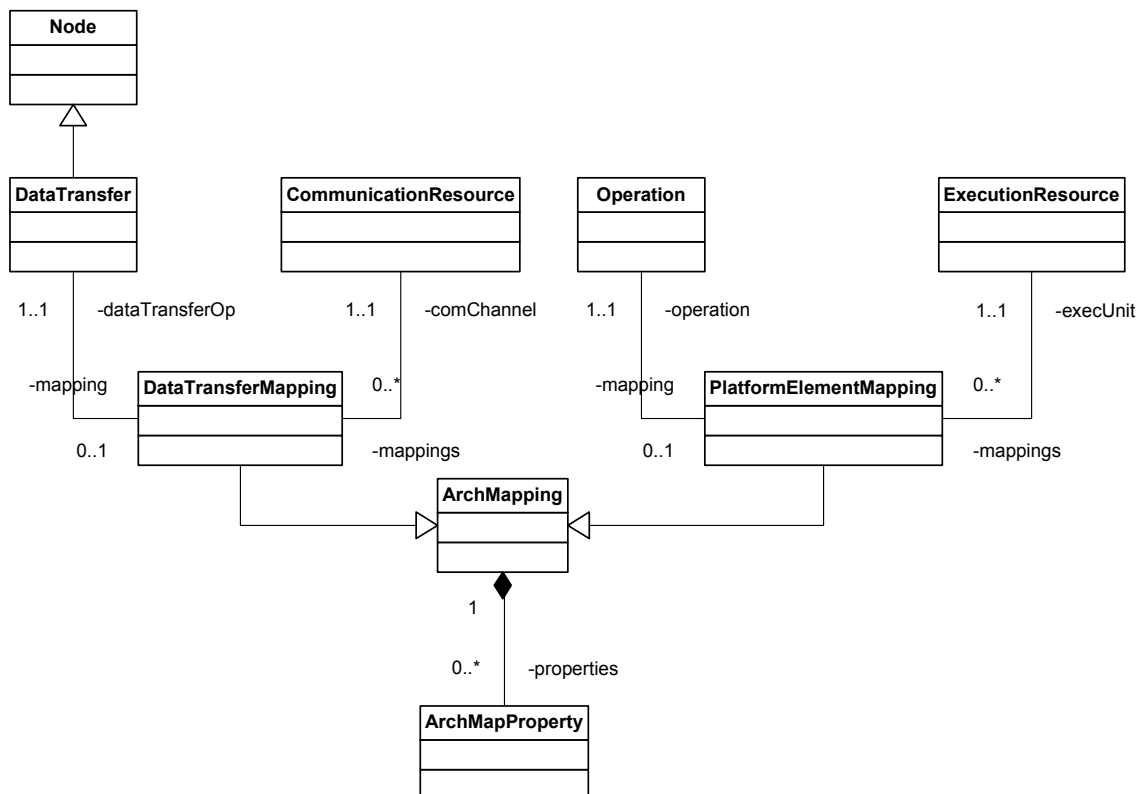 Node
DataTransfer
CommunicationResource
Operation
ExecutionResource
1..1
-dataTransferOp
1..1
-comChannel
1..1
-operation
1..1
-execUnit
-mapping
DataTransferMapping
0..*
-mapping
PlatformElementMapping
0..*
0..1
-mappings
0..1
-mappings
ArchMapping
1
0..*
-properties
ArchMapProperty